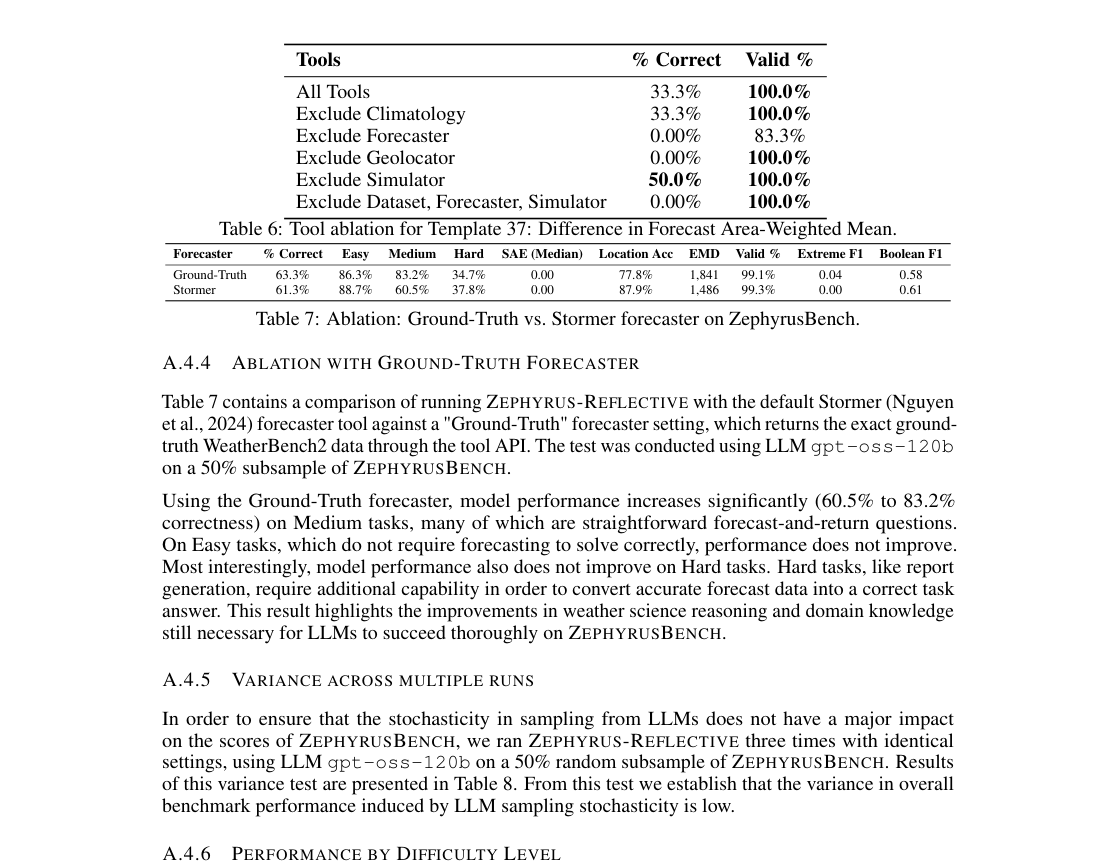 Tools % Correct Valid %
All Tools 33.3% 100.0%
Exclude Climatology 33.3% 100.0%
Exclude Forecaster 0.00% 83.3%
Exclude Geolocator 0.00% 100.0%
Exclude Simulator 50.0% 100.0%
Exclude Dataset, Forecaster, Simulator 0.00% 100.0%
Table 6: Tool ablation for Template 37: Difference in Forecast Area-Weighted Mean.
Forecaster % Correct Easy Medium Hard SAE (Median) Location Acc EMD Valid % Extreme F1 Boolean F1
Ground-Truth 63.3% 86.3% 83.2% 34.7% 0.00 77.8% 1,841 99.1% 0.04 0.58
Stormer 61.3% 88.7% 60.5% 37.8% 0.00 87.9% 1,486 99.3% 0.00 0.61
Table 7: Ablation: Ground-Truth vs. Stormer forecaster on ZephyrusBench.
A.4.4 ABLATION WITH GROUND-TRUTH FORECASTER
Table 7 contains a comparison of running ZEPHYRUS-REFLECTIVE with the default Stormer (Nguyen
et al., 2024) forecaster tool against a "Ground-Truth" forecaster setting, which returns the exact ground-
truth WeatherBench2 data through the tool API. The test was conducted using LLM gpt-oss-120b
on a 50% subsample of ZEPHYRUSBENCH.
Using the Ground-Truth forecaster, model performance increases significantly (60.5% to 83.2%
correctness) on Medium tasks, many of which are straightforward forecast-and-return questions.
On Easy tasks, which do not require forecasting to solve correctly, performance does not improve.
Most interestingly, model performance also does not improve on Hard tasks. Hard tasks, like report
generation, require additional capability in order to convert accurate forecast data into a correct task
answer. This result highlights the improvements in weather science reasoning and domain knowledge
still necessary for LLMs to succeed thoroughly on ZEPHYRUSBENCH.
A.4.5 VARIANCE ACROSS MULTIPLE RUNS
In order to ensure that the stochasticity in sampling from LLMs does not have a major impact
on the scores of ZEPHYRUSBENCH, we ran ZEPHYRUS-REFLECTIVE three times with identical
settings, using LLM gpt-oss-120b on a 50% random subsample of ZEPHYRUSBENCH. Results
of this variance test are presented in Table 8. From this test we establish that the variance in overall
benchmark performance induced by LLM sampling stochasticity is low.
A.4.6 PERFORMANCE BY DIFFICULTY LEVEL